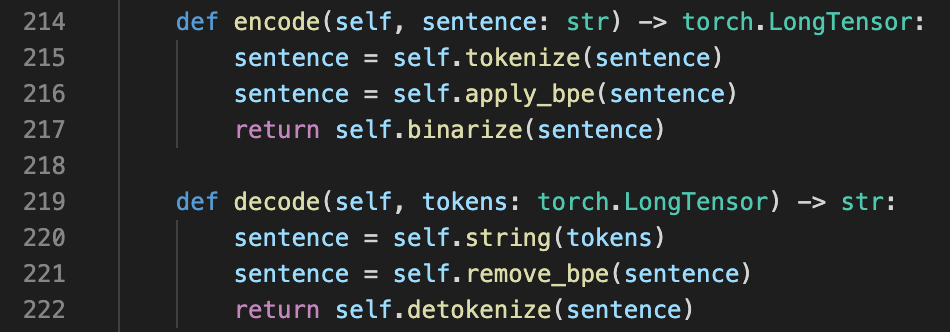 214 def encode(self, sentence: str) -> torch.LongTensor:
215 sentence = self.tokenize(sentence)
216 sentence = self.apply_bpe(sentence)
217 return self.binarize(sentence)
218
219 def decode(self, tokens: torch.LongTensor) -> str:
220 sentence = self.string(tokens)
221 sentence = self.remove_bpe(sentence)
222 return self.detokenize(sentence)